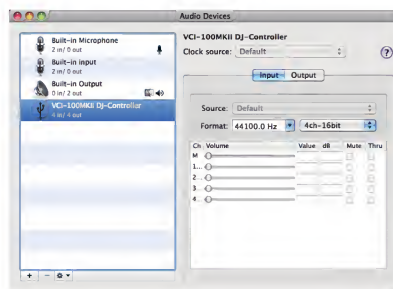 Audio Devices
Built-in Microphone
2 in/ 0 out
Built-in Input
2 in/ 0 out
Built-in Output
0 in/ 2 out
VCI-100MKII DJ-Controller
4 in/ 4 out
VCI-100MKII DJ-Controller
Clock source: Default
?
Input Output
Source: Default
Format: 44100.0 Hz 4ch-16bit
Ch Volume Value dB Mute Thru
M
1...
2...
3...
4...
+ -